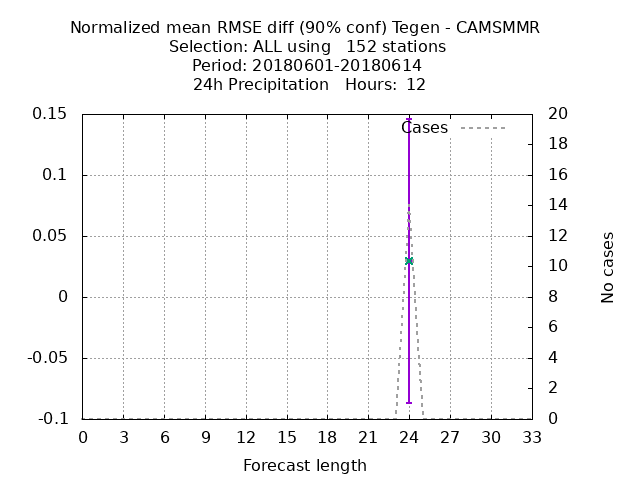 Normalized mean RMSE diff (90% conf) Tegen - CAMSMMR
Selection: ALL using   152 stations
Period: 20180601-20180614
24h Precipitation   Hours:  12
Cases
0.15
0.1
0.05
0
-0.05
-0.1
20
18
16
14
12
10
8
6
4
2
0
No cases
0 3 6 9 12 15 18 21 24 27 30 33
Forecast length